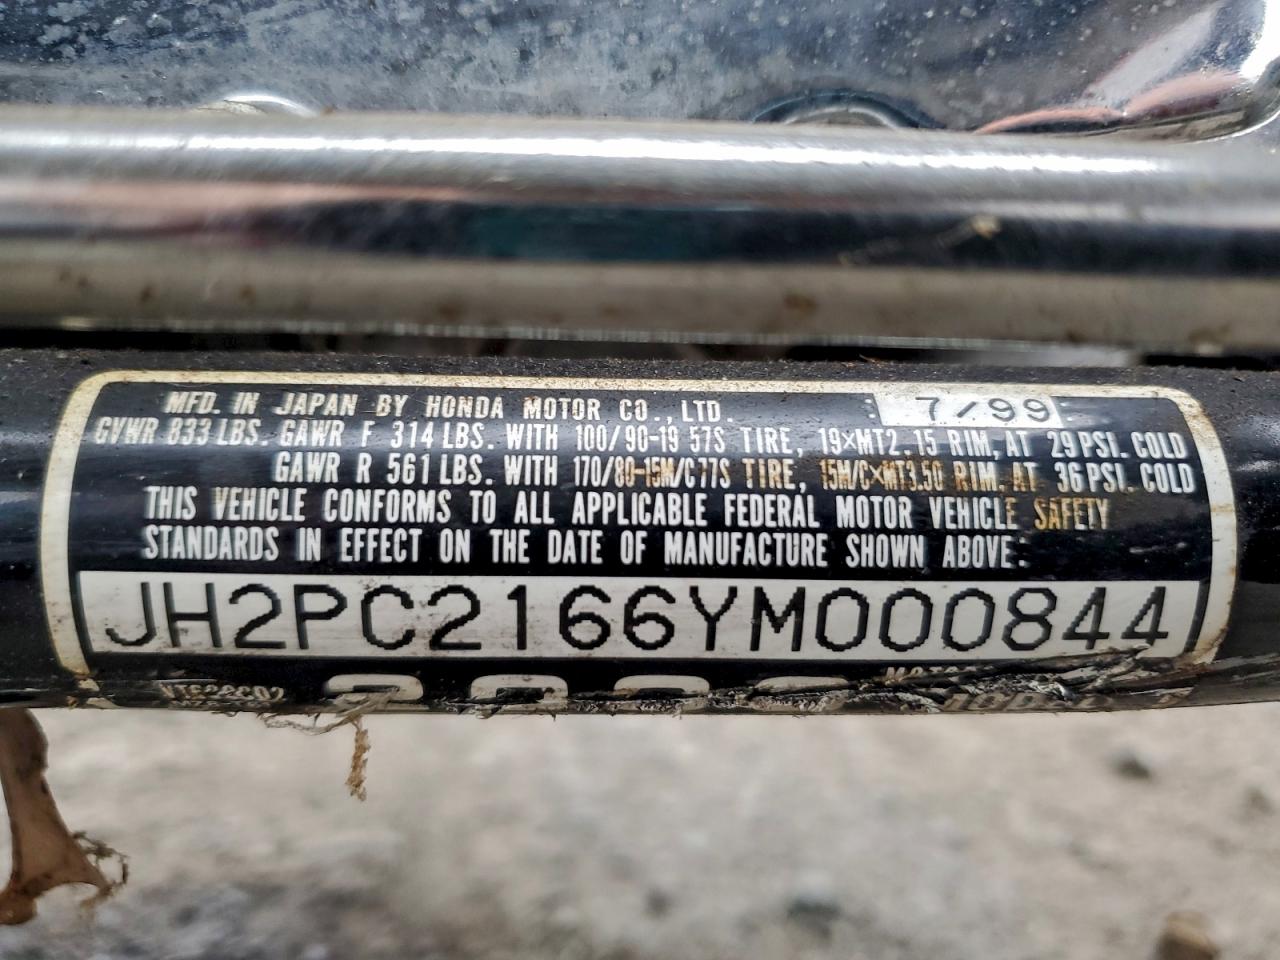 MFD. IN JAPAN BY HONDA MOTOR CO., LTD. 7/99
GVWR 833 LBS. GAWR F 314 LBS. WITH 100/90-19 57S TIRE, 19×MT2.15 RIM, AT 29 PSI. COLD
GAWR R 561 LBS. WITH 170/80-15M/C 77S TIRE, 15M/C×MT3.50 RIM, AT 36 PSI. COLD
THIS VEHICLE CONFORMS TO ALL APPLICABLE FEDERAL MOTOR VEHICLE SAFETY
STANDARDS IN EFFECT ON THE DATE OF MANUFACTURE SHOWN ABOVE.
JH2PC2166YM000844